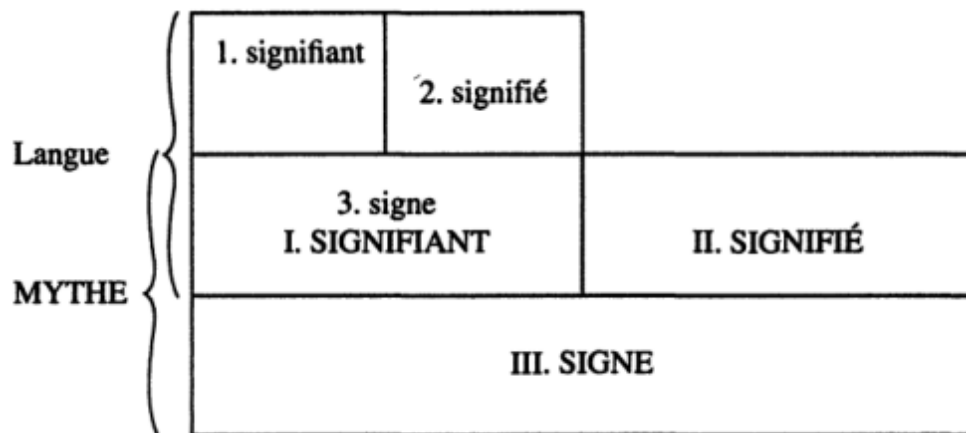 1. signifiant
2. signifié
Langue
3. signe
I. SIGNIFIANT
II. SIGNIFIÉ
MYTHE
III. SIGNE